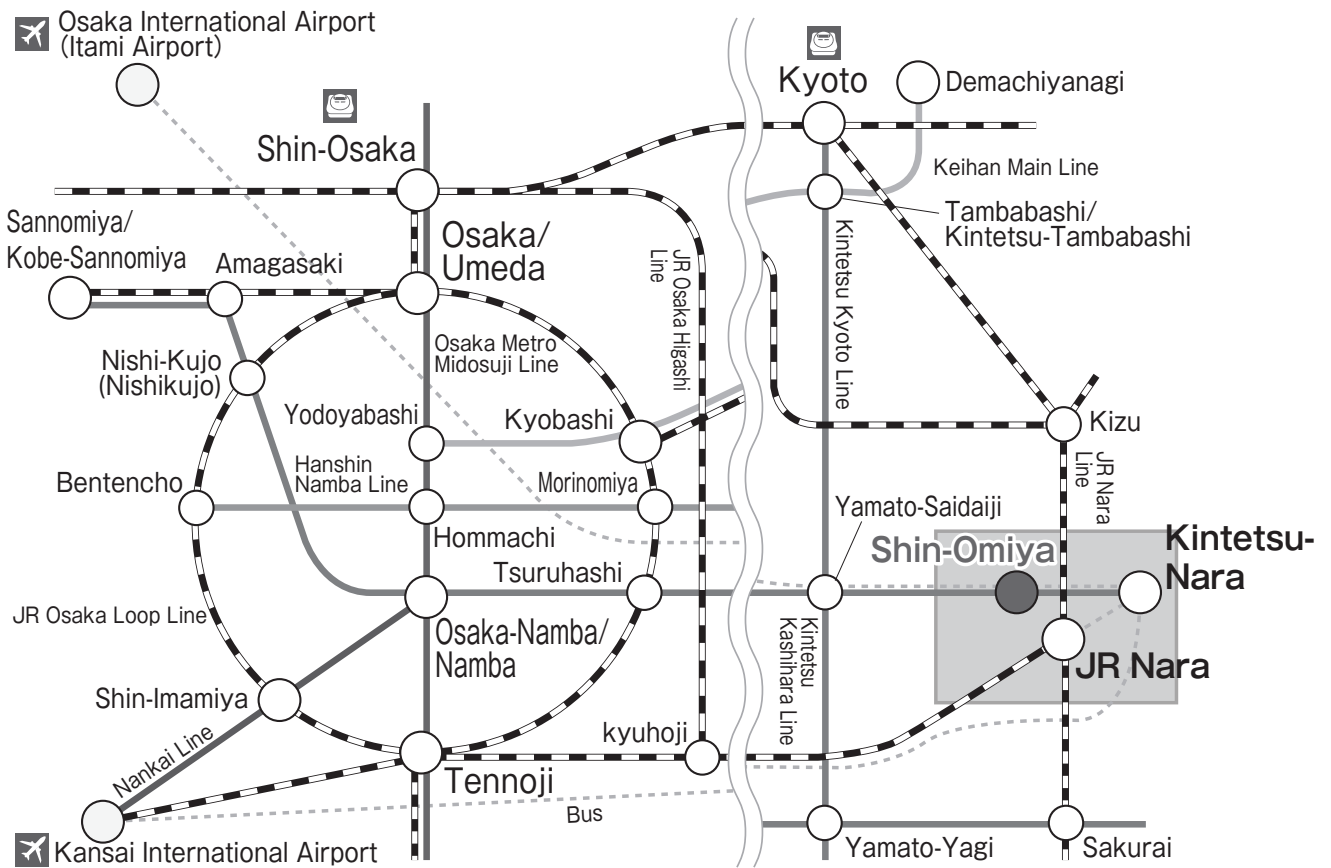 Osaka International Airport
(Itami Airport)
Kyoto
Demachiyanagi
Shin-Osaka
Keihan Main Line
Sannomiya/
Kobe-Sannomiya
Amagasaki
Osaka/
Umeda
JR Osaka Higashi
Line
Kintetsu Kyoto Line
Tambabashi/
Kintetsu-Tambabashi
Nishi-Kujo
(Nishikujo)
Osaka Metro
Midosuji Line
Yodoyabashi
Kyobashi
Kizu
Bentencho
Hanshin
Namba Line
Morinomiya
JR Nara
Line
Hommachi
Yamato-Saidaiji
Shin-Omiya
Kintetsu-
Nara
Tsuruhashi
JR Osaka Loop Line
Osaka-Namba/
Namba
Kintetsu
Kashihara Line
JR Nara
Shin-Imamiya
kyuhoji
Nankai Line
Tennoji
Bus
Kansai International Airport
Yamato-Yagi
Sakurai